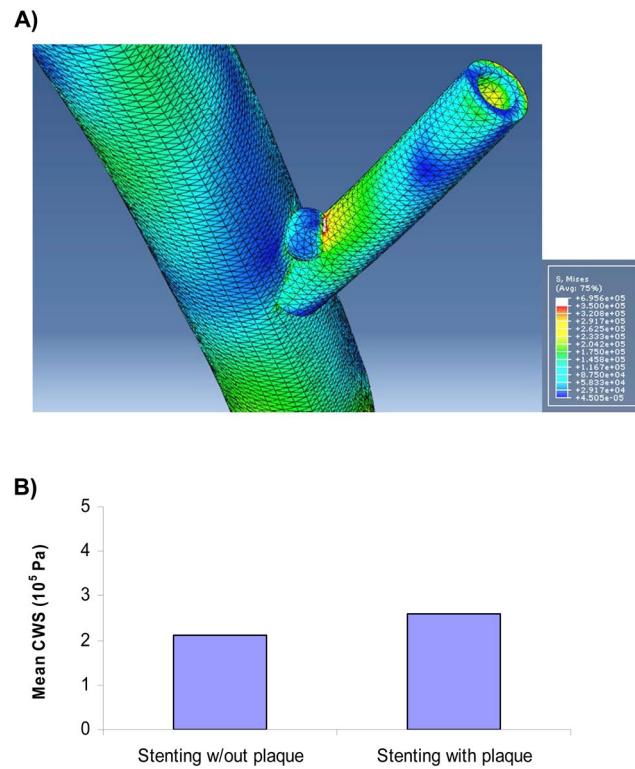 A)
S, Mises
(Avg: 75%)
+6.956e+05
+3.500e+05
+3.208e+05
+2.917e+05
+2.625e+05
+2.333e+05
+2.042e+05
+1.750e+05
+1.458e+05
+1.167e+05
+8.750e+04
+5.833e+04
+2.917e+04
+4.505e-05
B)
Mean CWS (10⁵ Pa)
5
4
3
2
1
0
Stenting w/out plaque
Stenting with plaque